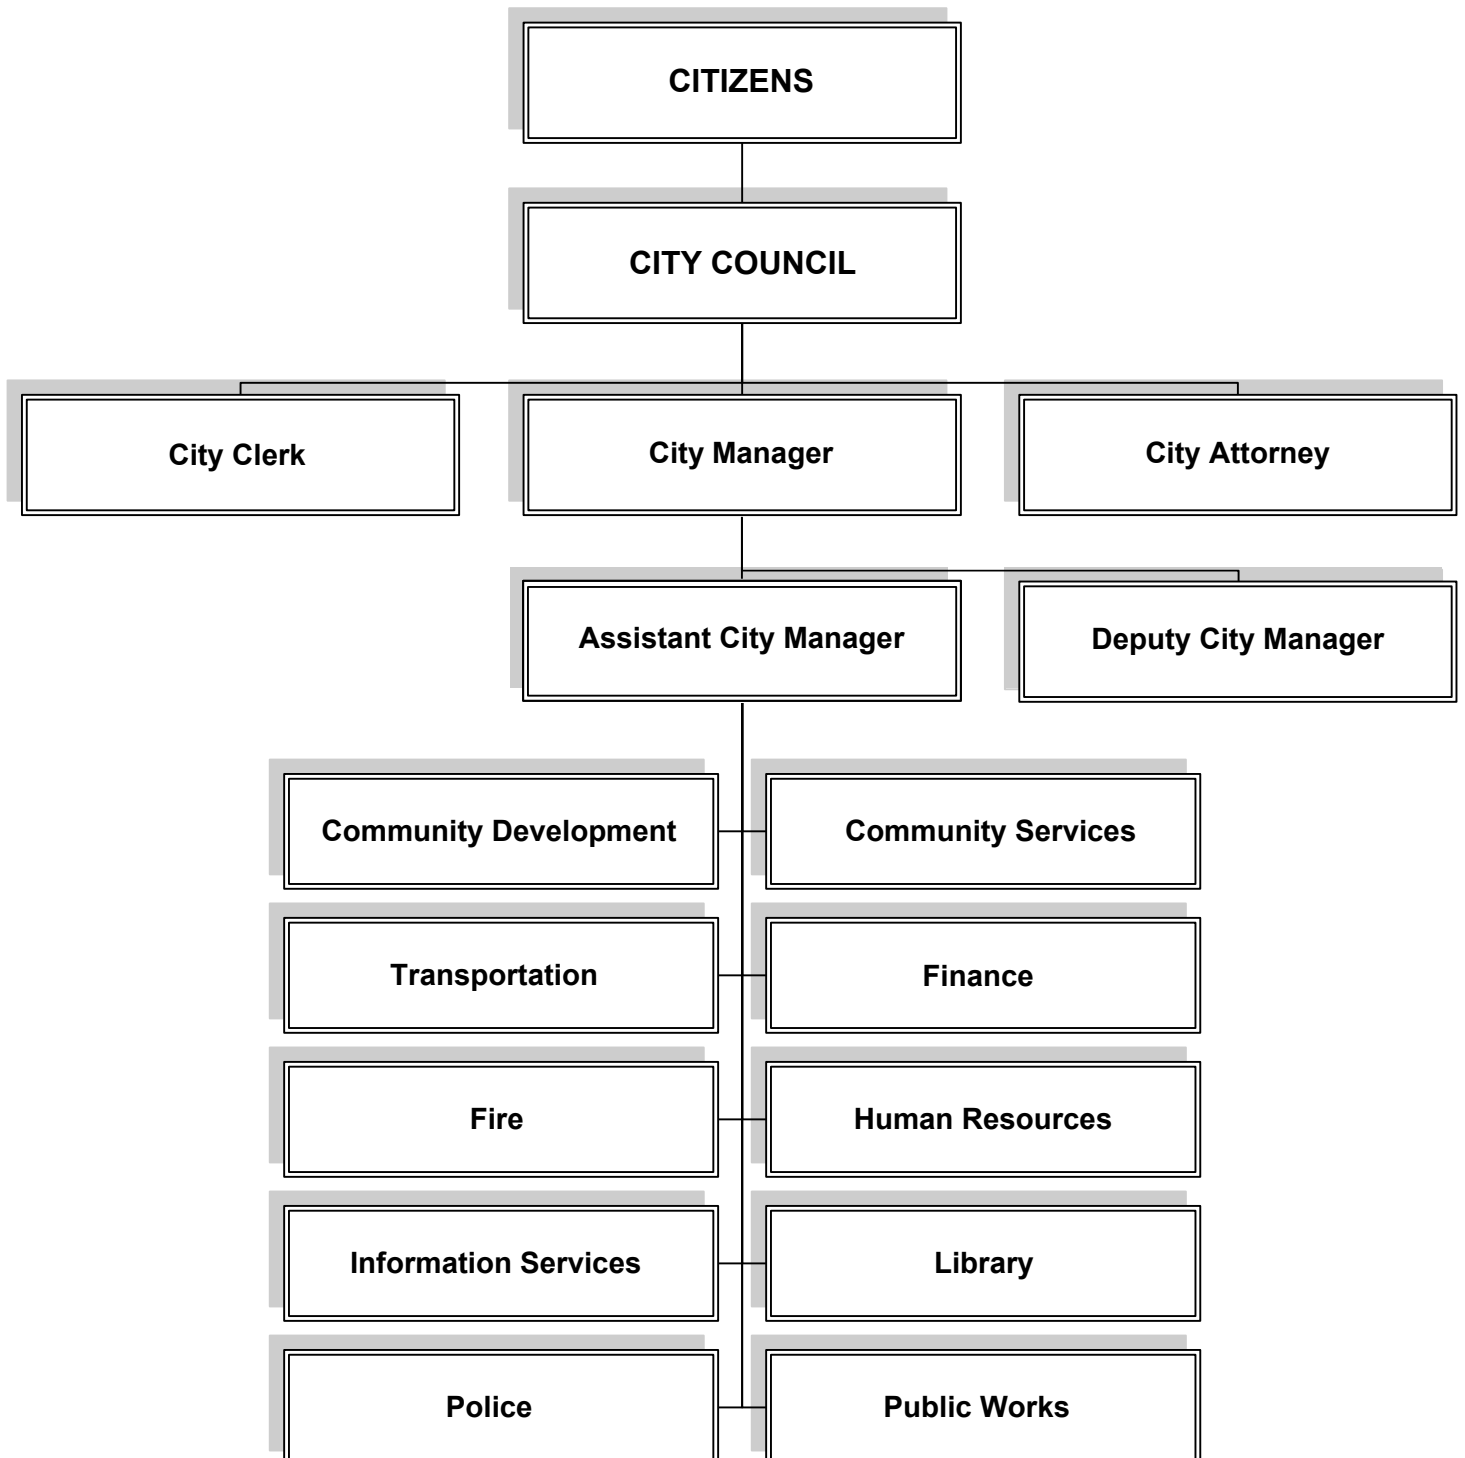 CITIZENS
CITY COUNCIL
City Clerk
City Manager
City Attorney
Assistant City Manager
Deputy City Manager
Community Development
Community Services
Transportation
Finance
Fire
Human Resources
Information Services
Library
Police
Public Works